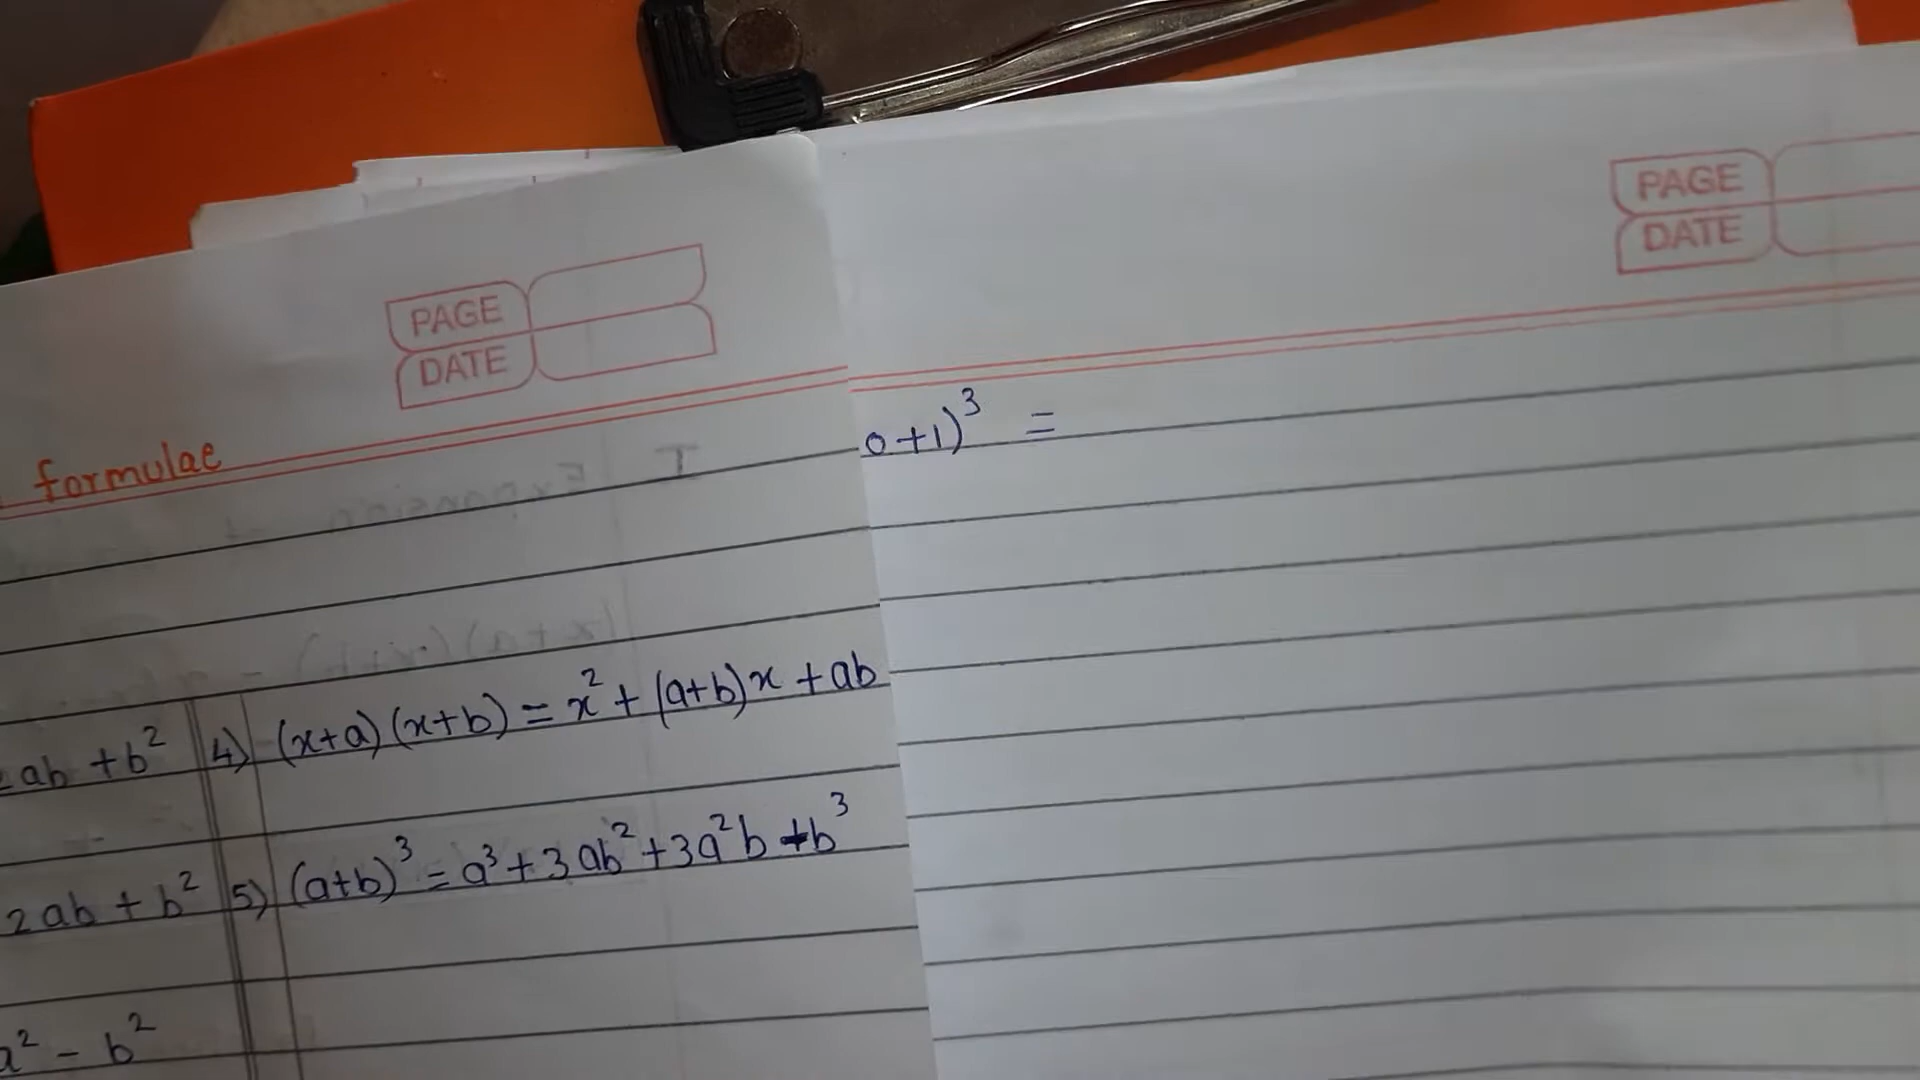 PAGE
DATE
PAGE
DATE
formulae
0+1)³ =
ab + b² 4) (x+a) (x+b) = x² + (a+b)x + ab
2ab + b² 5) (a+b)³ = a³ + 3ab² + 3a²b + b³
a² - b²